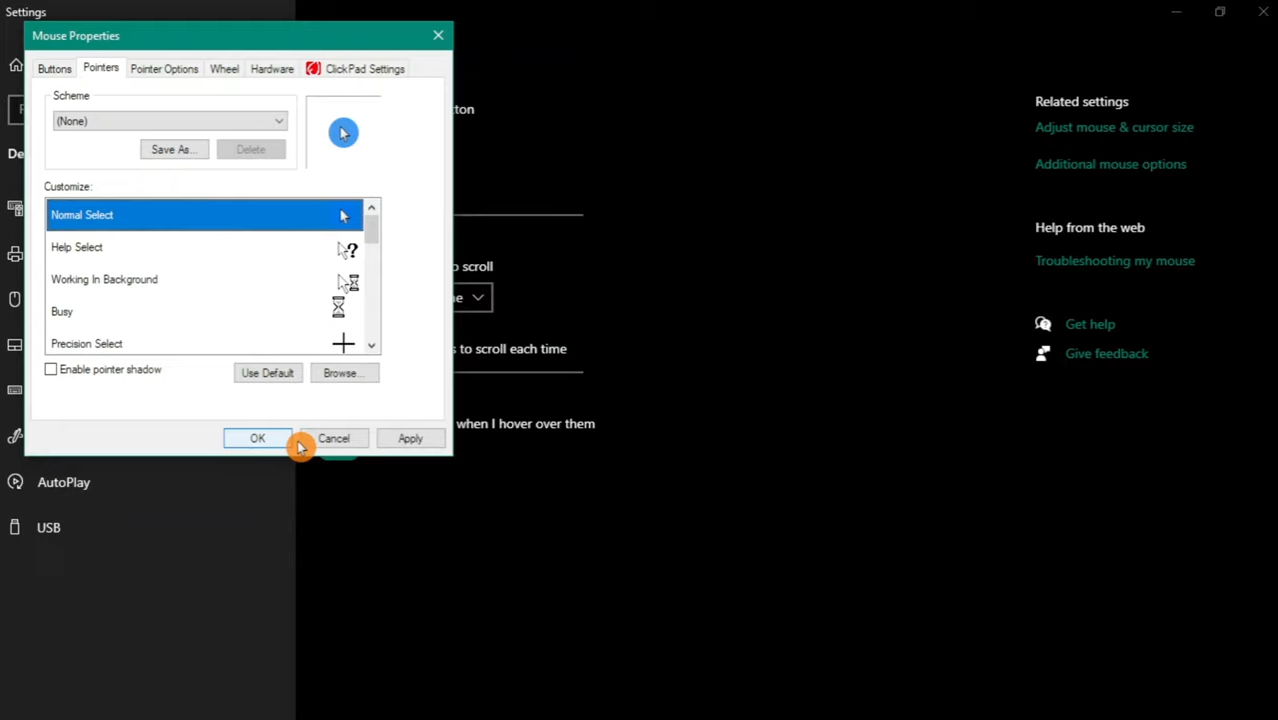 Settings
Mouse Properties
Buttons
Pointers
Pointer Options
Wheel
Hardware
ClickPad Settings
Scheme
(None)
Save As...
Delete
Customize:
Normal Select
Help Select
Working In Background
Busy
Precision Select
Enable pointer shadow
Use Default
Browse...
OK
Cancel
Apply
De
AutoPlay
USB
tton
o scroll
ne
s to scroll each time
when I hover over them
Related settings
Adjust mouse & cursor size
Additional mouse options
Help from the web
Troubleshooting my mouse
Get help
Give feedback